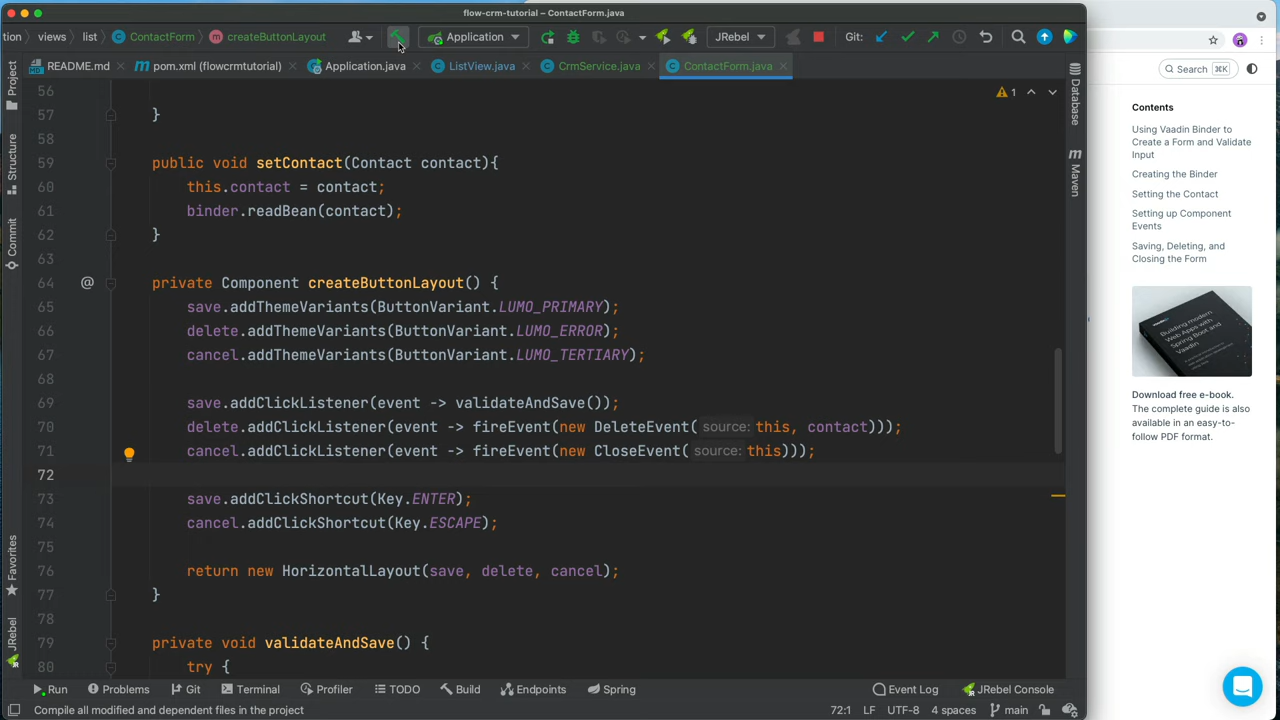 flow-crm-tutorial – ContactForm.java
tion views list ContactForm createButtonLayout Application JRebel Git:
README.md pom.xml (flowcrmtutorial) Application.java ListView.java CrmService.java ContactForm.java
Search ⌘K
Project
Structure
Commit
Favorites
JRebel
56
1
57 }
58
59 public void setContact(Contact contact){
60 this.contact = contact;
61 binder.readBean(contact);
62 }
63
64 @ private Component createButtonLayout() {
65 save.addThemeVariants(ButtonVariant.LUMO_PRIMARY);
66 delete.addThemeVariants(ButtonVariant.LUMO_ERROR);
67 cancel.addThemeVariants(ButtonVariant.LUMO_TERTIARY);
68
69 save.addClickListener(event -> validateAndSave());
70 delete.addClickListener(event -> fireEvent(new DeleteEvent( source: this, contact)));
71 cancel.addClickListener(event -> fireEvent(new CloseEvent( source: this)));
72
73 save.addClickShortcut(Key.ENTER);
74 cancel.addClickShortcut(Key.ESCAPE);
75
76 return new HorizontalLayout(save, delete, cancel);
77 }
78
79 private void validateAndSave() {
80 try {
Database
m
Maven
Run Problems Git Terminal Profiler TODO Build Endpoints Spring Event Log JRebel Console
Compile all modified and dependent files in the project 72:1 LF UTF-8 4 spaces main
Contents
Using Vaadin Binder to
Create a Form and Validate
Input
Creating the Binder
Setting the Contact
Setting up Component
Events
Saving, Deleting, and
Closing the Form
Building modern
Web Apps with
Spring Boot and
Vaadin
Download free e-book.
The complete guide is also
available in an easy-to-
follow PDF format.